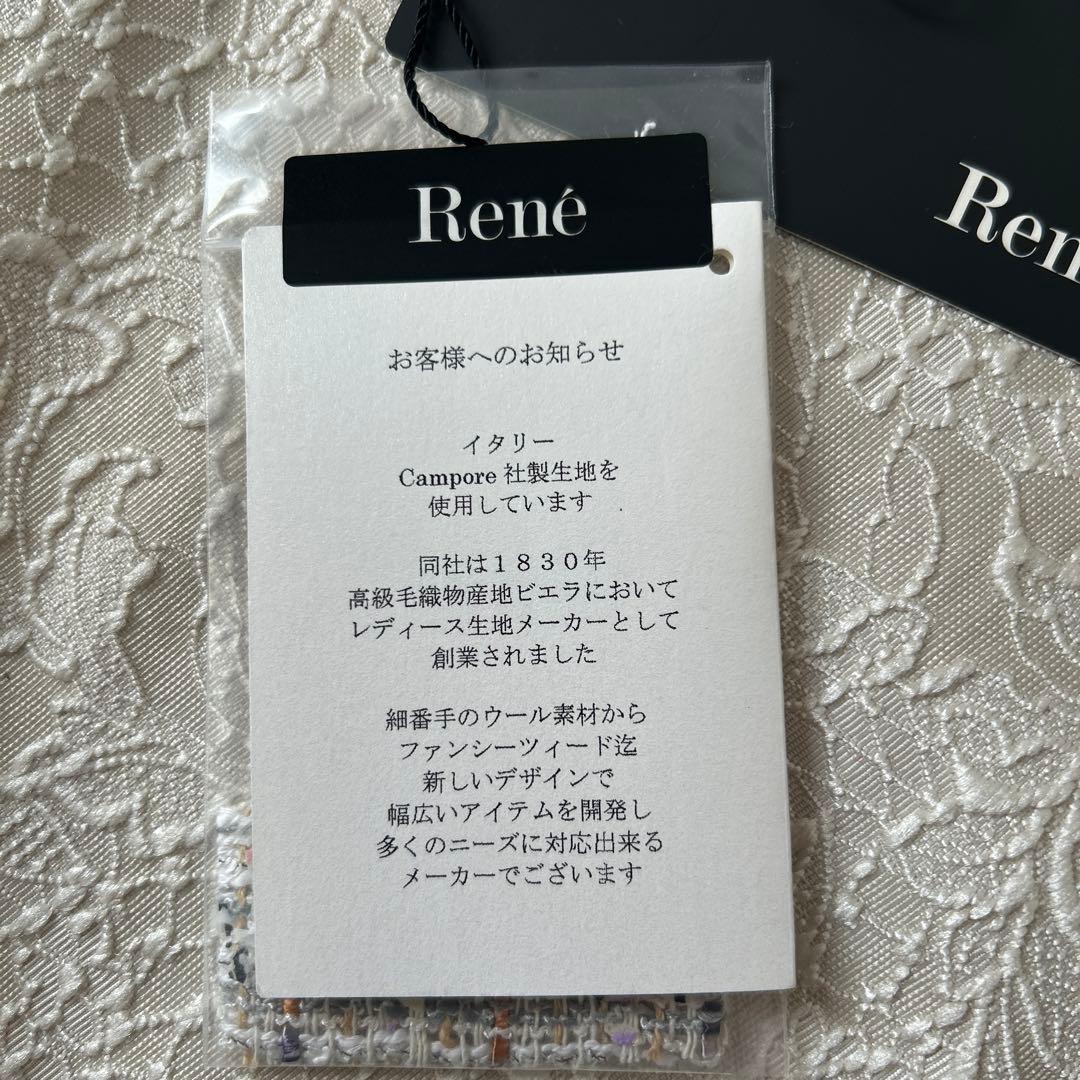 René
Ren
お客様へのお知らせ
イタリー
Campore 社製生地を
使用しています
同社は１８３０年
高級毛織物産地ビエラにおいて
レディース生地メーカーとして
創業されました
細番手のウール素材から
ファンシーツィード迄
新しいデザインで
幅広いアイテムを開発し
多くのニーズに対応出来る
メーカーでございます